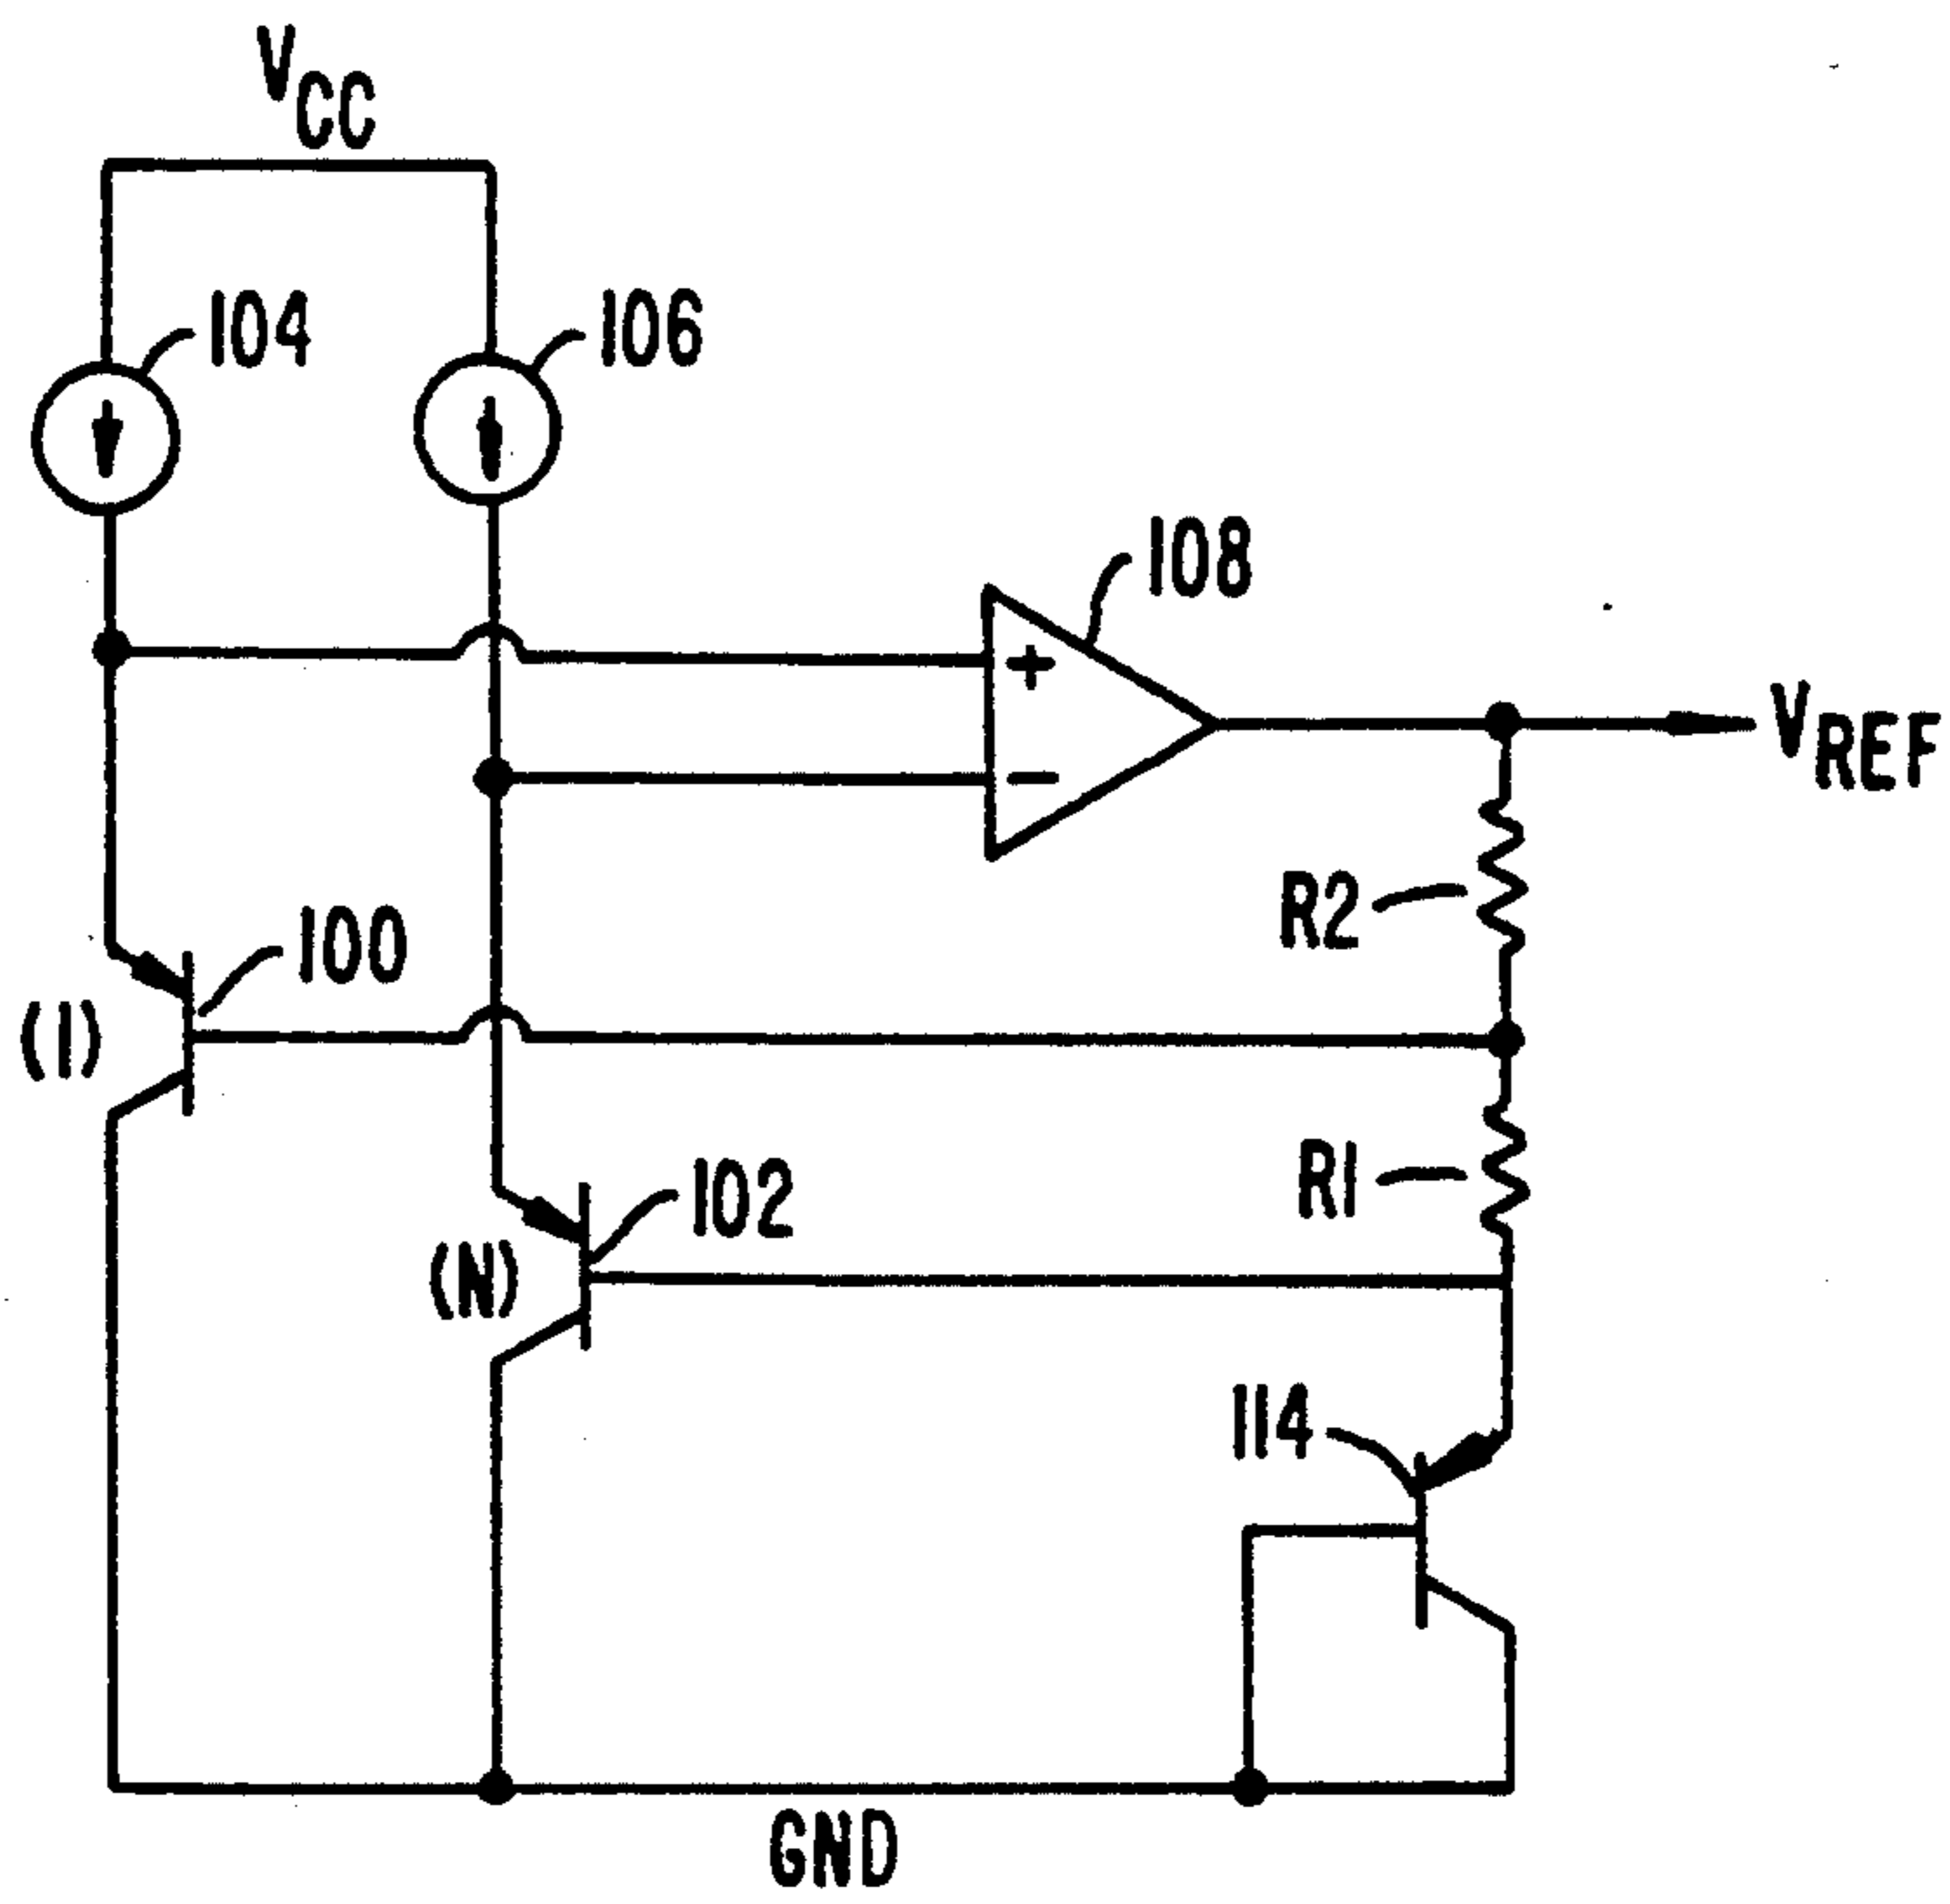 VCC
104
106
108
+
−
VREF
R2
100
(1)
R1
102
(N)
114
GND